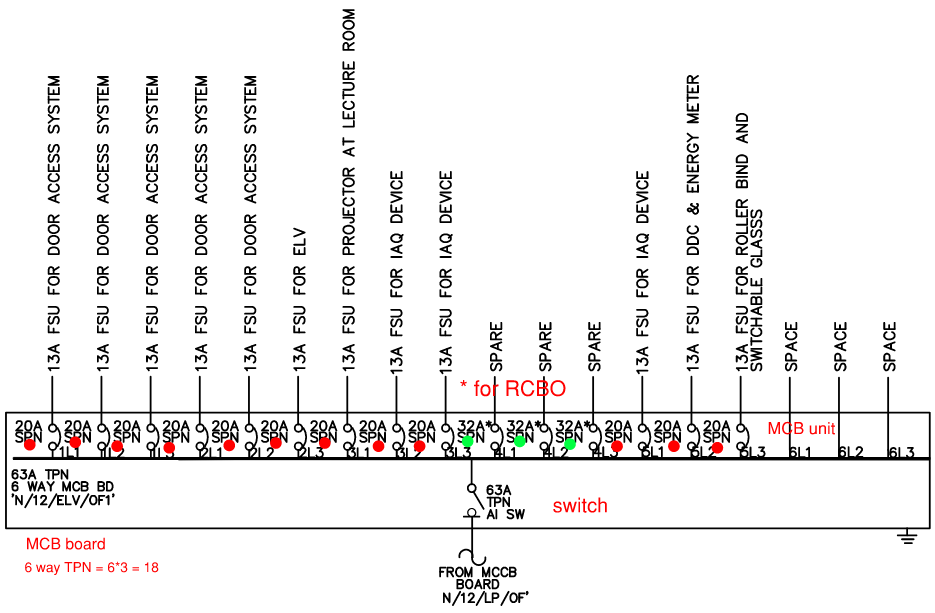 13A FSU FOR DOOR ACCESS SYSTEM
13A FSU FOR DOOR ACCESS SYSTEM
13A FSU FOR DOOR ACCESS SYSTEM
13A FSU FOR DOOR ACCESS SYSTEM
13A FSU FOR DOOR ACCESS SYSTEM
13A FSU FOR ELV
13A FSU FOR PROJECTOR AT LECTURE ROOM
13A FSU FOR IAQ DEVICE
13A FSU FOR IAQ DEVICE
SPARE
SPARE
SPARE
13A FSU FOR IAQ DEVICE
13A FSU FOR DDC & ENERGY METER
13A FSU FOR ROLLER BIND AND
SWITCHABLE GLASSS
SPACE
SPACE
SPACE
* for RCBO
20A 20A 20A 20A 20A 20A 20A 20A 20A 32A* 32A* 32A* 20A 20A 20A
SPN SPN SPN SPN SPN SPN SPN SPN SPN SPN SPN SPN SPN SPN SPN
MCB unit
1L1 1L2 1L3 2L1 2L2 2L3 3L1 3L2 3L3 4L1 4L2 4L3 5L1 5L2 5L3 6L1 6L2 6L3
63A TPN
6 WAY MCB BD
'N/12/ELV/OF1'
63A
TPN
AI SW
switch
MCB board
6 way TPN = 6*3 = 18
FROM MCCB
BOARD
N/12/LP/OF'